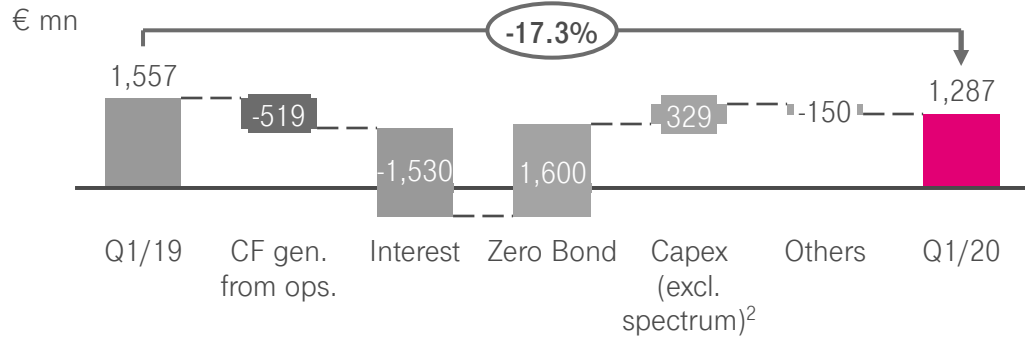 € mn
-17.3%
1,557
-519
-1,530
1,600
329
-150
1,287
Q1/19
CF gen.
from ops.
Interest
Zero Bond
Capex
(excl.
spectrum)²
Others
Q1/20